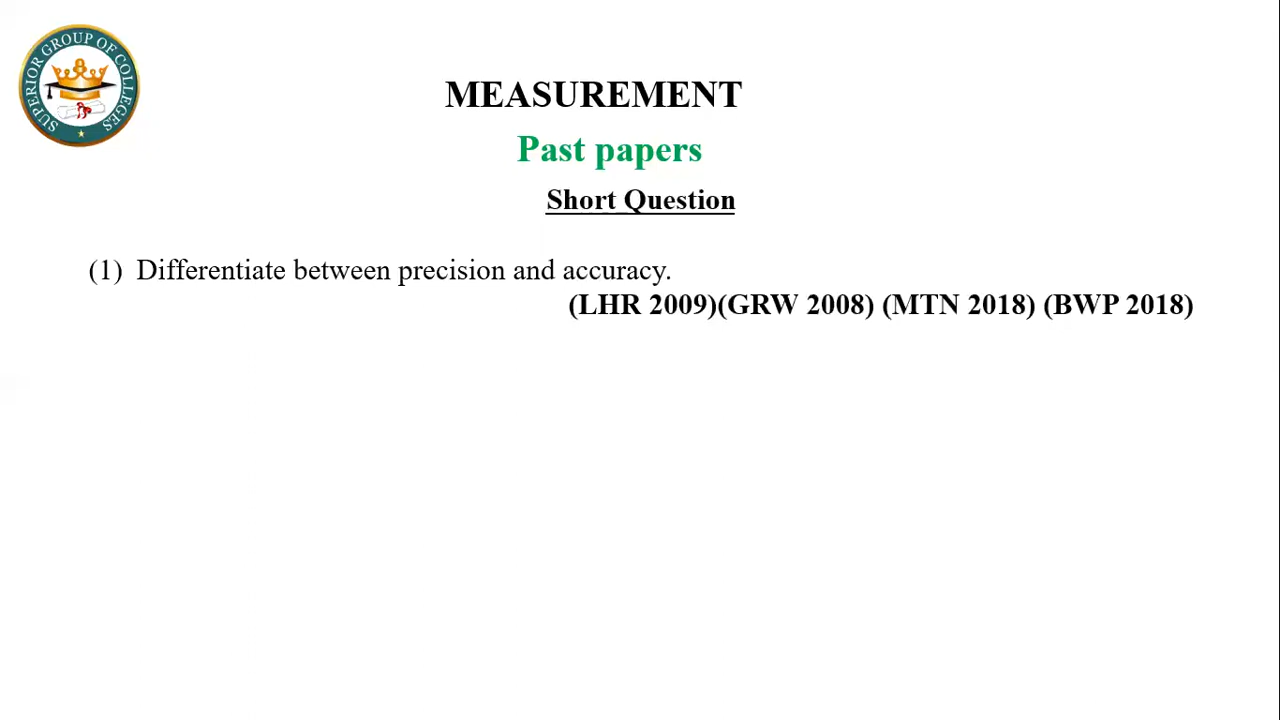 SUPERIOR GROUP OF COLLEGES
MEASUREMENT
Past papers
Short Question
(1) Differentiate between precision and accuracy.
(LHR 2009)(GRW 2008) (MTN 2018) (BWP 2018)